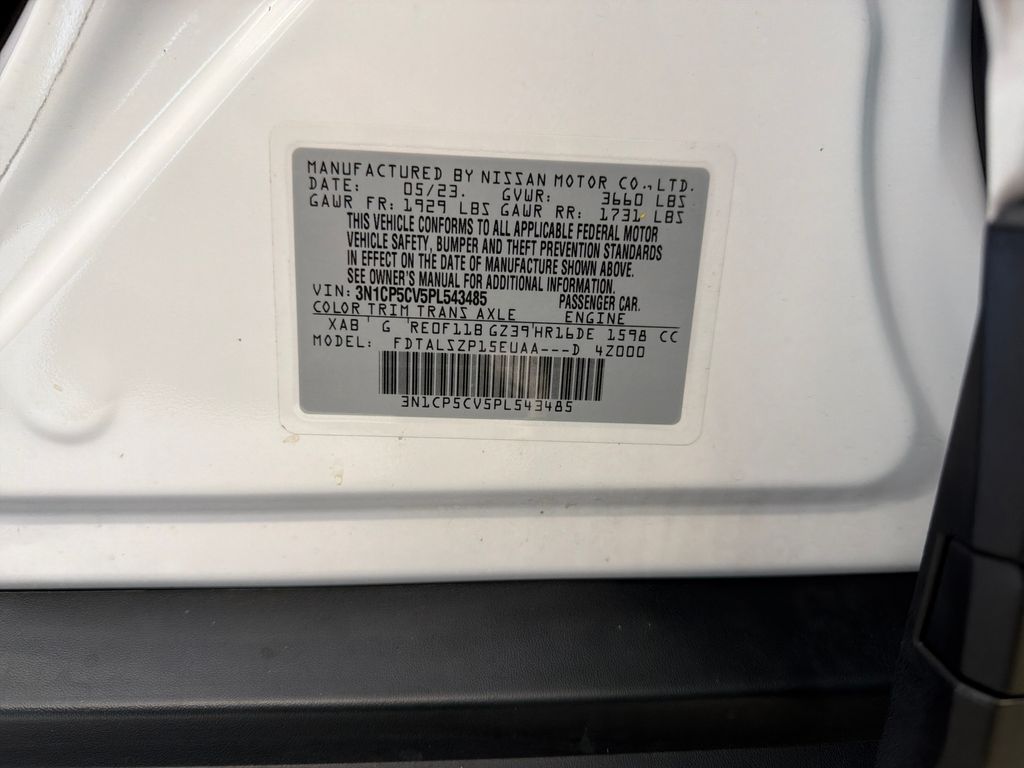 MANUFACTURED BY NISSAN MOTOR CO.,LTD.
DATE: 05/23. GVWR: 3660 LBS
GAWR FR: 1929 LBS GAWR RR: 1731 LBS
THIS VEHICLE CONFORMS TO ALL APPLICABLE FEDERAL MOTOR
VEHICLE SAFETY, BUMPER AND THEFT PREVENTION STANDARDS
IN EFFECT ON THE DATE OF MANUFACTURE SHOWN ABOVE.
SEE OWNER'S MANUAL FOR ADDITIONAL INFORMATION.
VIN: 3N1CP5CV5PL543485 PASSENGER CAR.
COLOR TRIM TRANS AXLE ENGINE
XAB G RE0F11B GZ39 HR16DE 1598 CC
MODEL: FDTALSZP15EUAA---D 4Z000
3N1CP5CV5PL543485